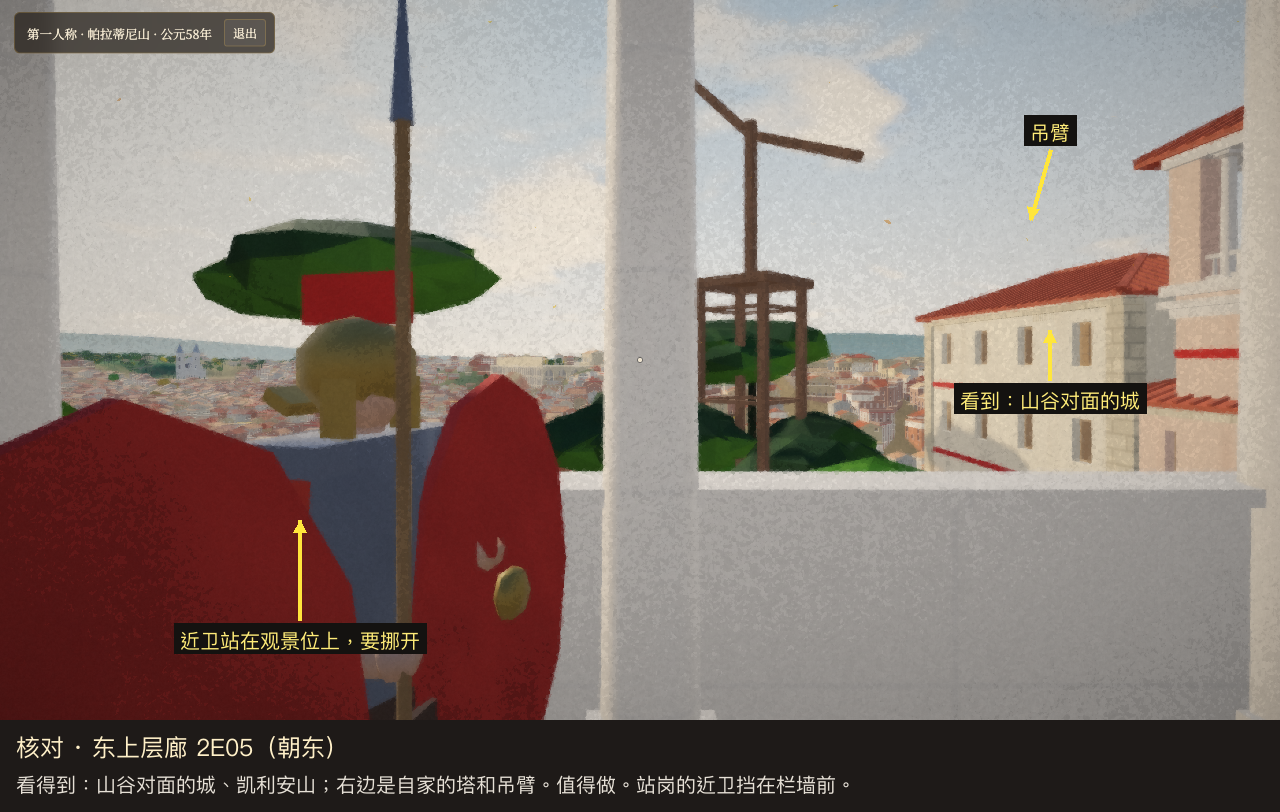 第一人称 · 帕拉蒂尼山 · 公元58年 退出
吊臂
看到：山谷对面的城
近卫站在观景位上，要挪开
核对 · 东上层廊 2E05（朝东）
看得到：山谷对面的城、凯利安山；右边是自家的塔和吊臂。值得做。站岗的近卫挡在栏墙前。